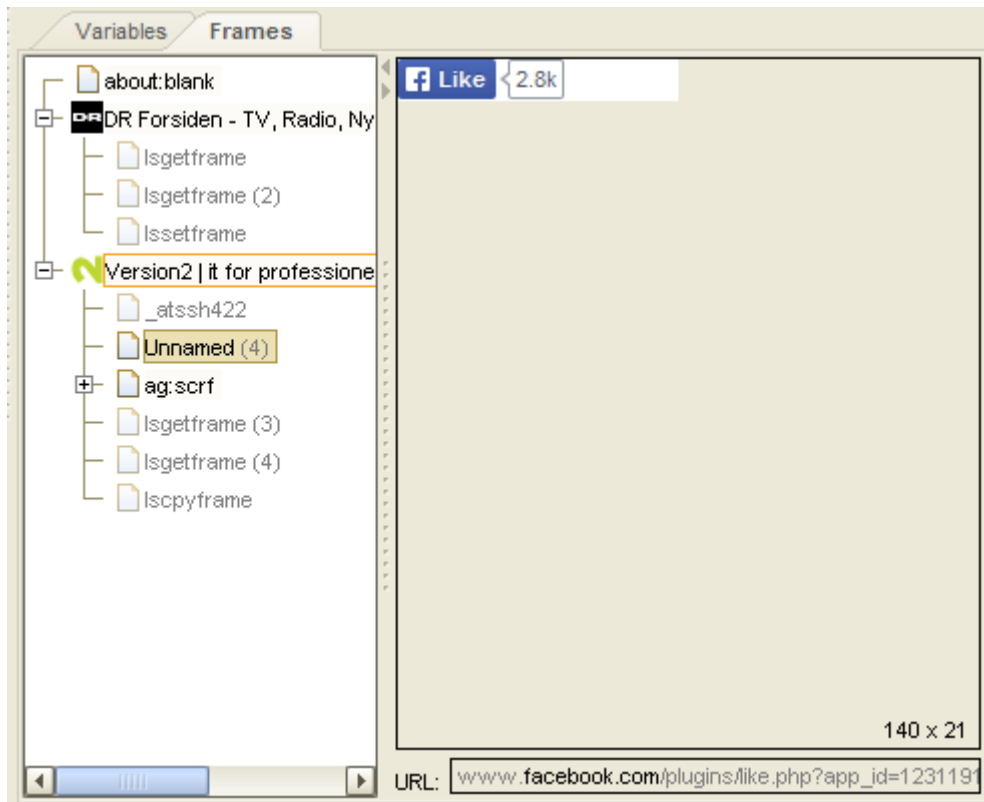 Variables Frames
about:blank
DR DR Forsiden - TV, Radio, Ny
lsgetframe
lsgetframe (2)
lssetframe
Version2 | it for professione
_atssh422
Unnamed (4)
ag:scrf
lsgetframe (3)
lsgetframe (4)
lscpyframe
Like 2.8k
140 x 21
URL: www.facebook.com/plugins/like.php?app_id=1231191